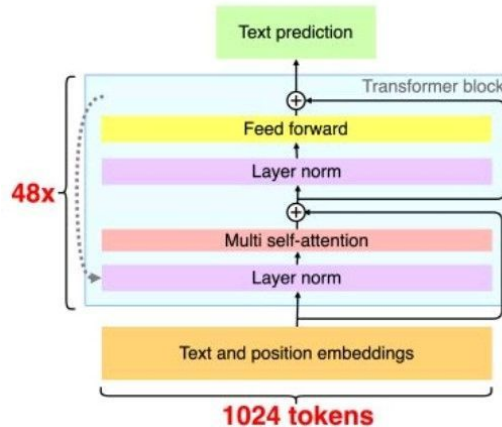 Text prediction
Transformer block
Feed forward
Layer norm
48x
Multi self-attention
Layer norm
Text and position embeddings
1024 tokens